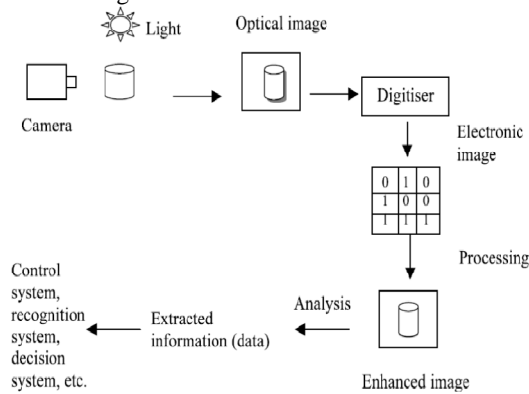 Light
Optical image
Camera
Digitiser
Electronic
image
0 1 0
1 0 0
1 1 1
Processing
Control
system,
recognition
system,
decision
system, etc.
Extracted
information (data)
Analysis
Enhanced image